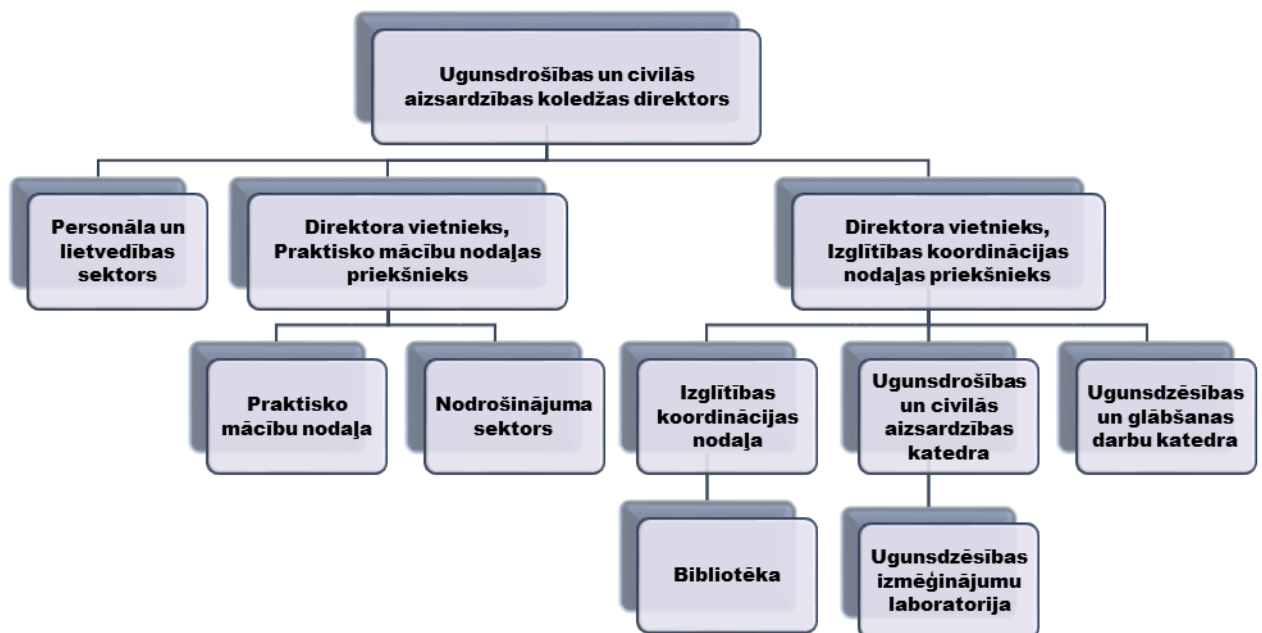 Ugunsdrošības un civilās
aizsardzības koledžas direktors
Personāla un
lietvedības
sektors
Direktora vietnieks,
Praktisko mācību nodaļas
priekšnieks
Direktora vietnieks,
Izglītības koordinācijas
nodaļas priekšnieks
Praktisko
mācību nodaļa
Nodrošinājuma
sektors
Izglītības
koordinācijas
nodaļa
Ugunsdrošības
un civilās
aizsardzības
katedra
Ugunsdzēsības
un glābšanas
darbu katedra
Bibliotēka
Ugunsdzēsības
izmēģinājumu
laboratorija